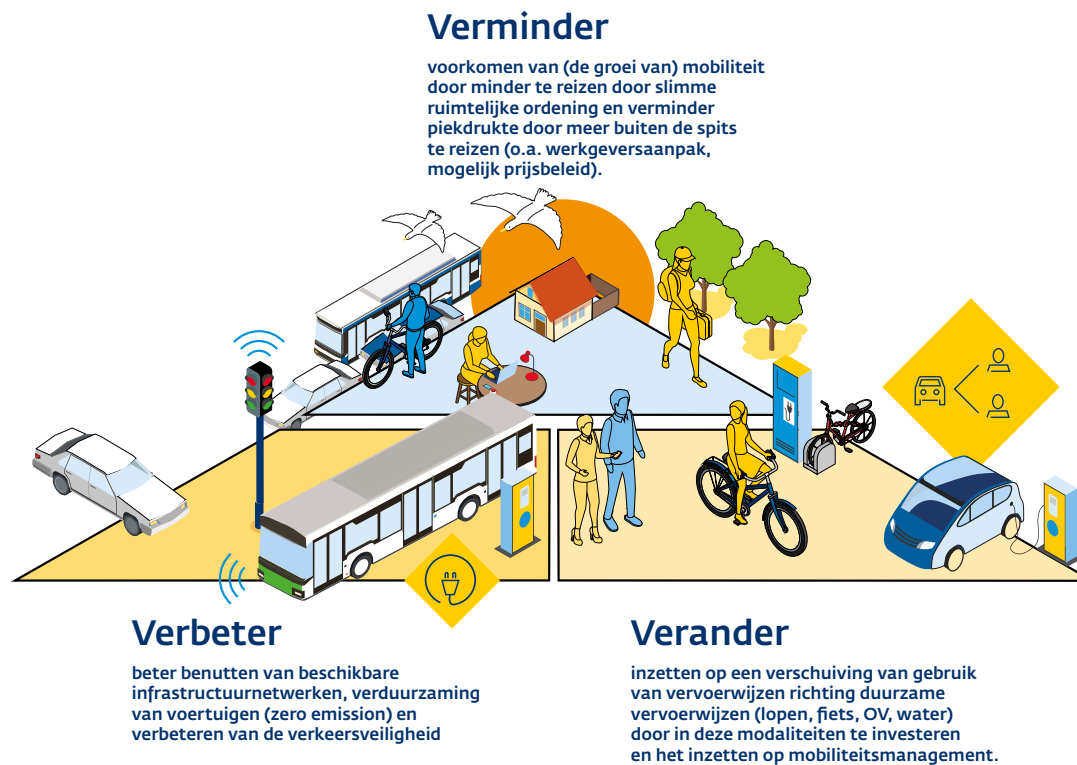 Verminder
voorkomen van (de groei van) mobiliteit
door minder te reizen door slimme
ruimtelijke ordening en verminder
piekdrukte door meer buiten de spits
te reizen (o.a. werkgeversaanpak,
mogelijk prijsbeleid).
Verbeter
beter benutten van beschikbare
infrastructuurnetwerken, verduurzaming
van voertuigen (zero emission) en
verbeteren van de verkeersveiligheid
Verander
inzetten op een verschuiving van gebruik
van vervoerwijzen richting duurzame
vervoerwijzen (lopen, fiets, OV, water)
door in deze modaliteiten te investeren
en het inzetten op mobiliteitsmanagement.